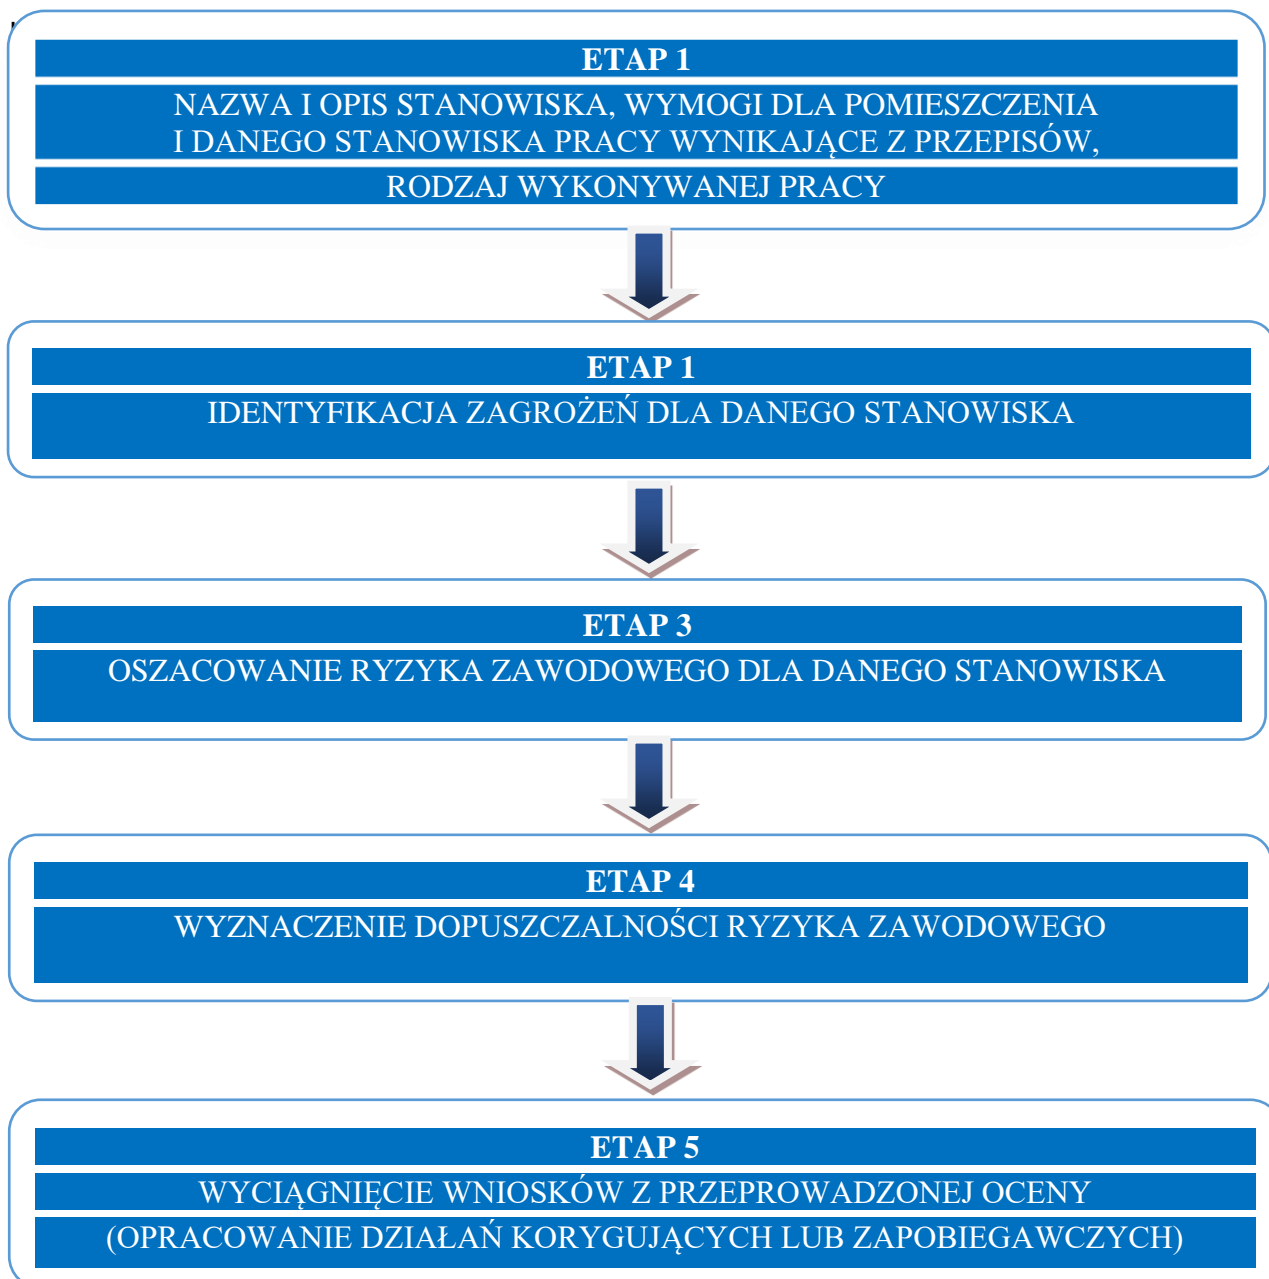 ETAP 1
NAZWA I OPIS STANOWISKA, WYMOGI DLA POMIESZCZENIA
I DANEGO STANOWISKA PRACY WYNIKAJĄCE Z PRZEPISÓW,
RODZAJ WYKONYWANEJ PRACY
ETAP 1
IDENTYFIKACJA ZAGROŻEŃ DLA DANEGO STANOWISKA
ETAP 3
OSZACOWANIE RYZYKA ZAWODOWEGO DLA DANEGO STANOWISKA
ETAP 4
WYZNACZENIE DOPUSZCZALNOŚCI RYZYKA ZAWODOWEGO
ETAP 5
WYCIĄGNIĘCIE WNIOSKÓW Z PRZEPROWADZONEJ OCENY
(OPRACOWANIE DZIAŁAŃ KORYGUJĄCYCH LUB ZAPOBIEGAWCZYCH)